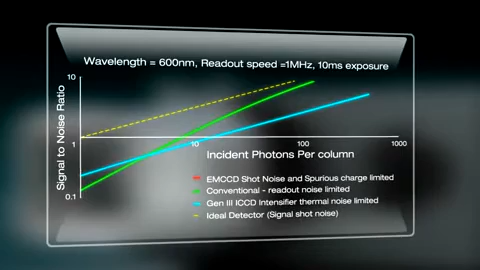 Wavelength = 600nm, Readout speed =1MHz, 10ms exposure
10
Signal to Noise Ratio
1
0.1
10
100
1000
Incident Photons Per column
EMCCD Shot Noise and Spurious charge limited
Conventional - readout noise limited
Gen III ICCD Intensifier thermal noise limited
Ideal Detector (Signal shot noise)